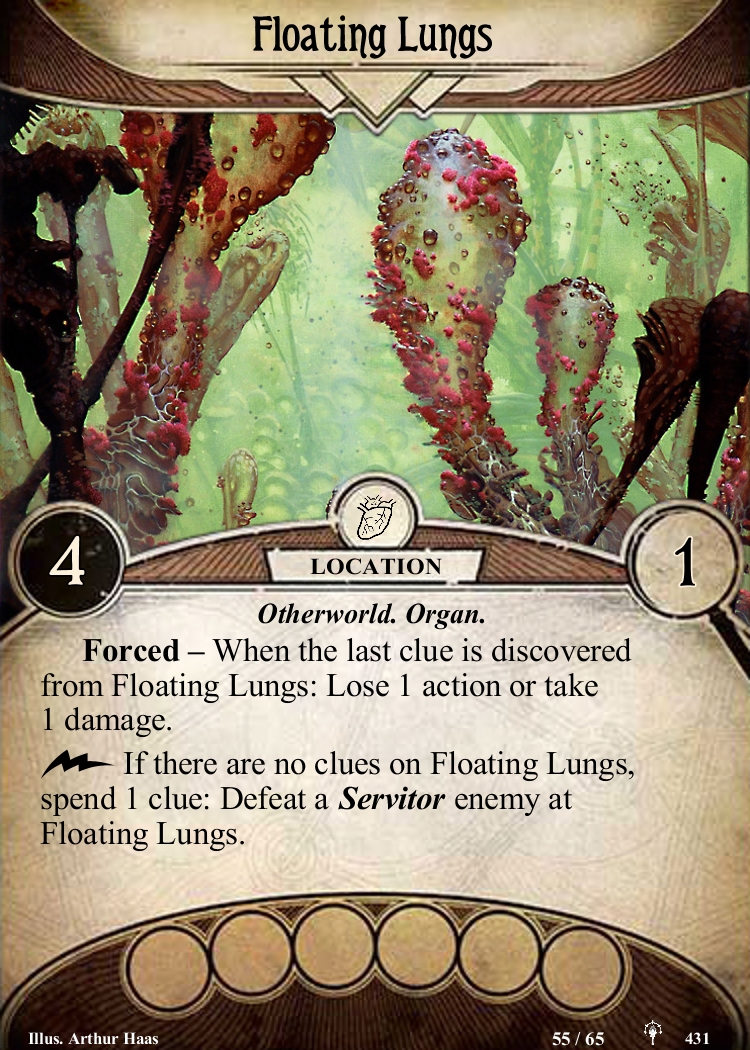 Floating Lungs
4
LOCATION
1
Otherworld. Organ.
Forced – When the last clue is discovered
from Floating Lungs: Lose 1 action or take
1 damage.
If there are no clues on Floating Lungs,
spend 1 clue: Defeat a Servitor enemy at
Floating Lungs.
Illus. Arthur Haas
55 / 65
431